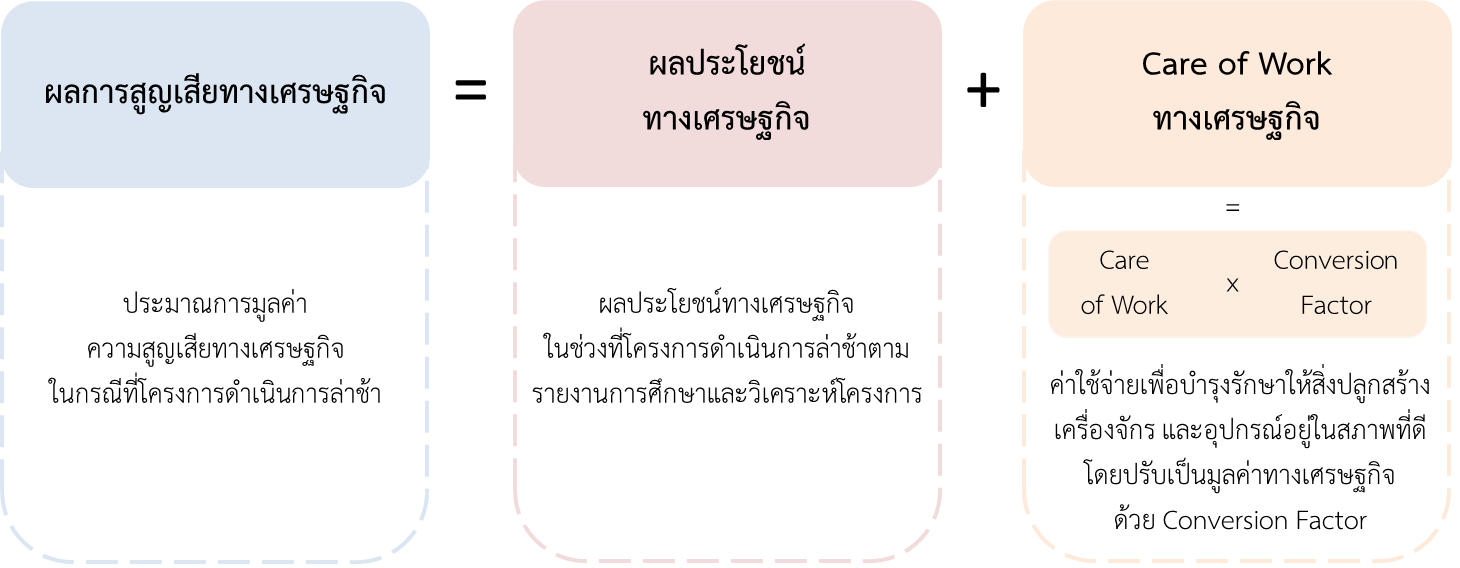 ผลการสูญเสียทางเศรษฐกิจ
=
ผลประโยชน์
ทางเศรษฐกิจ
+
Care of Work
ทางเศรษฐกิจ
ประมาณการมูลค่า
ความสูญเสียทางเศรษฐกิจ
ในกรณีที่โครงการดำเนินการล่าช้า
ผลประโยชน์ทางเศรษฐกิจ
ในช่วงที่โครงการดำเนินการล่าช้าตาม
รายงานการศึกษาและวิเคราะห์โครงการ
=
Care
of Work
x
Conversion
Factor
ค่าใช้จ่ายเพื่อบำรุงรักษาให้สิ่งปลูกสร้าง
เครื่องจักร และอุปกรณ์อยู่ในสภาพที่ดี
โดยปรับเป็นมูลค่าทางเศรษฐกิจ
ด้วย Conversion Factor